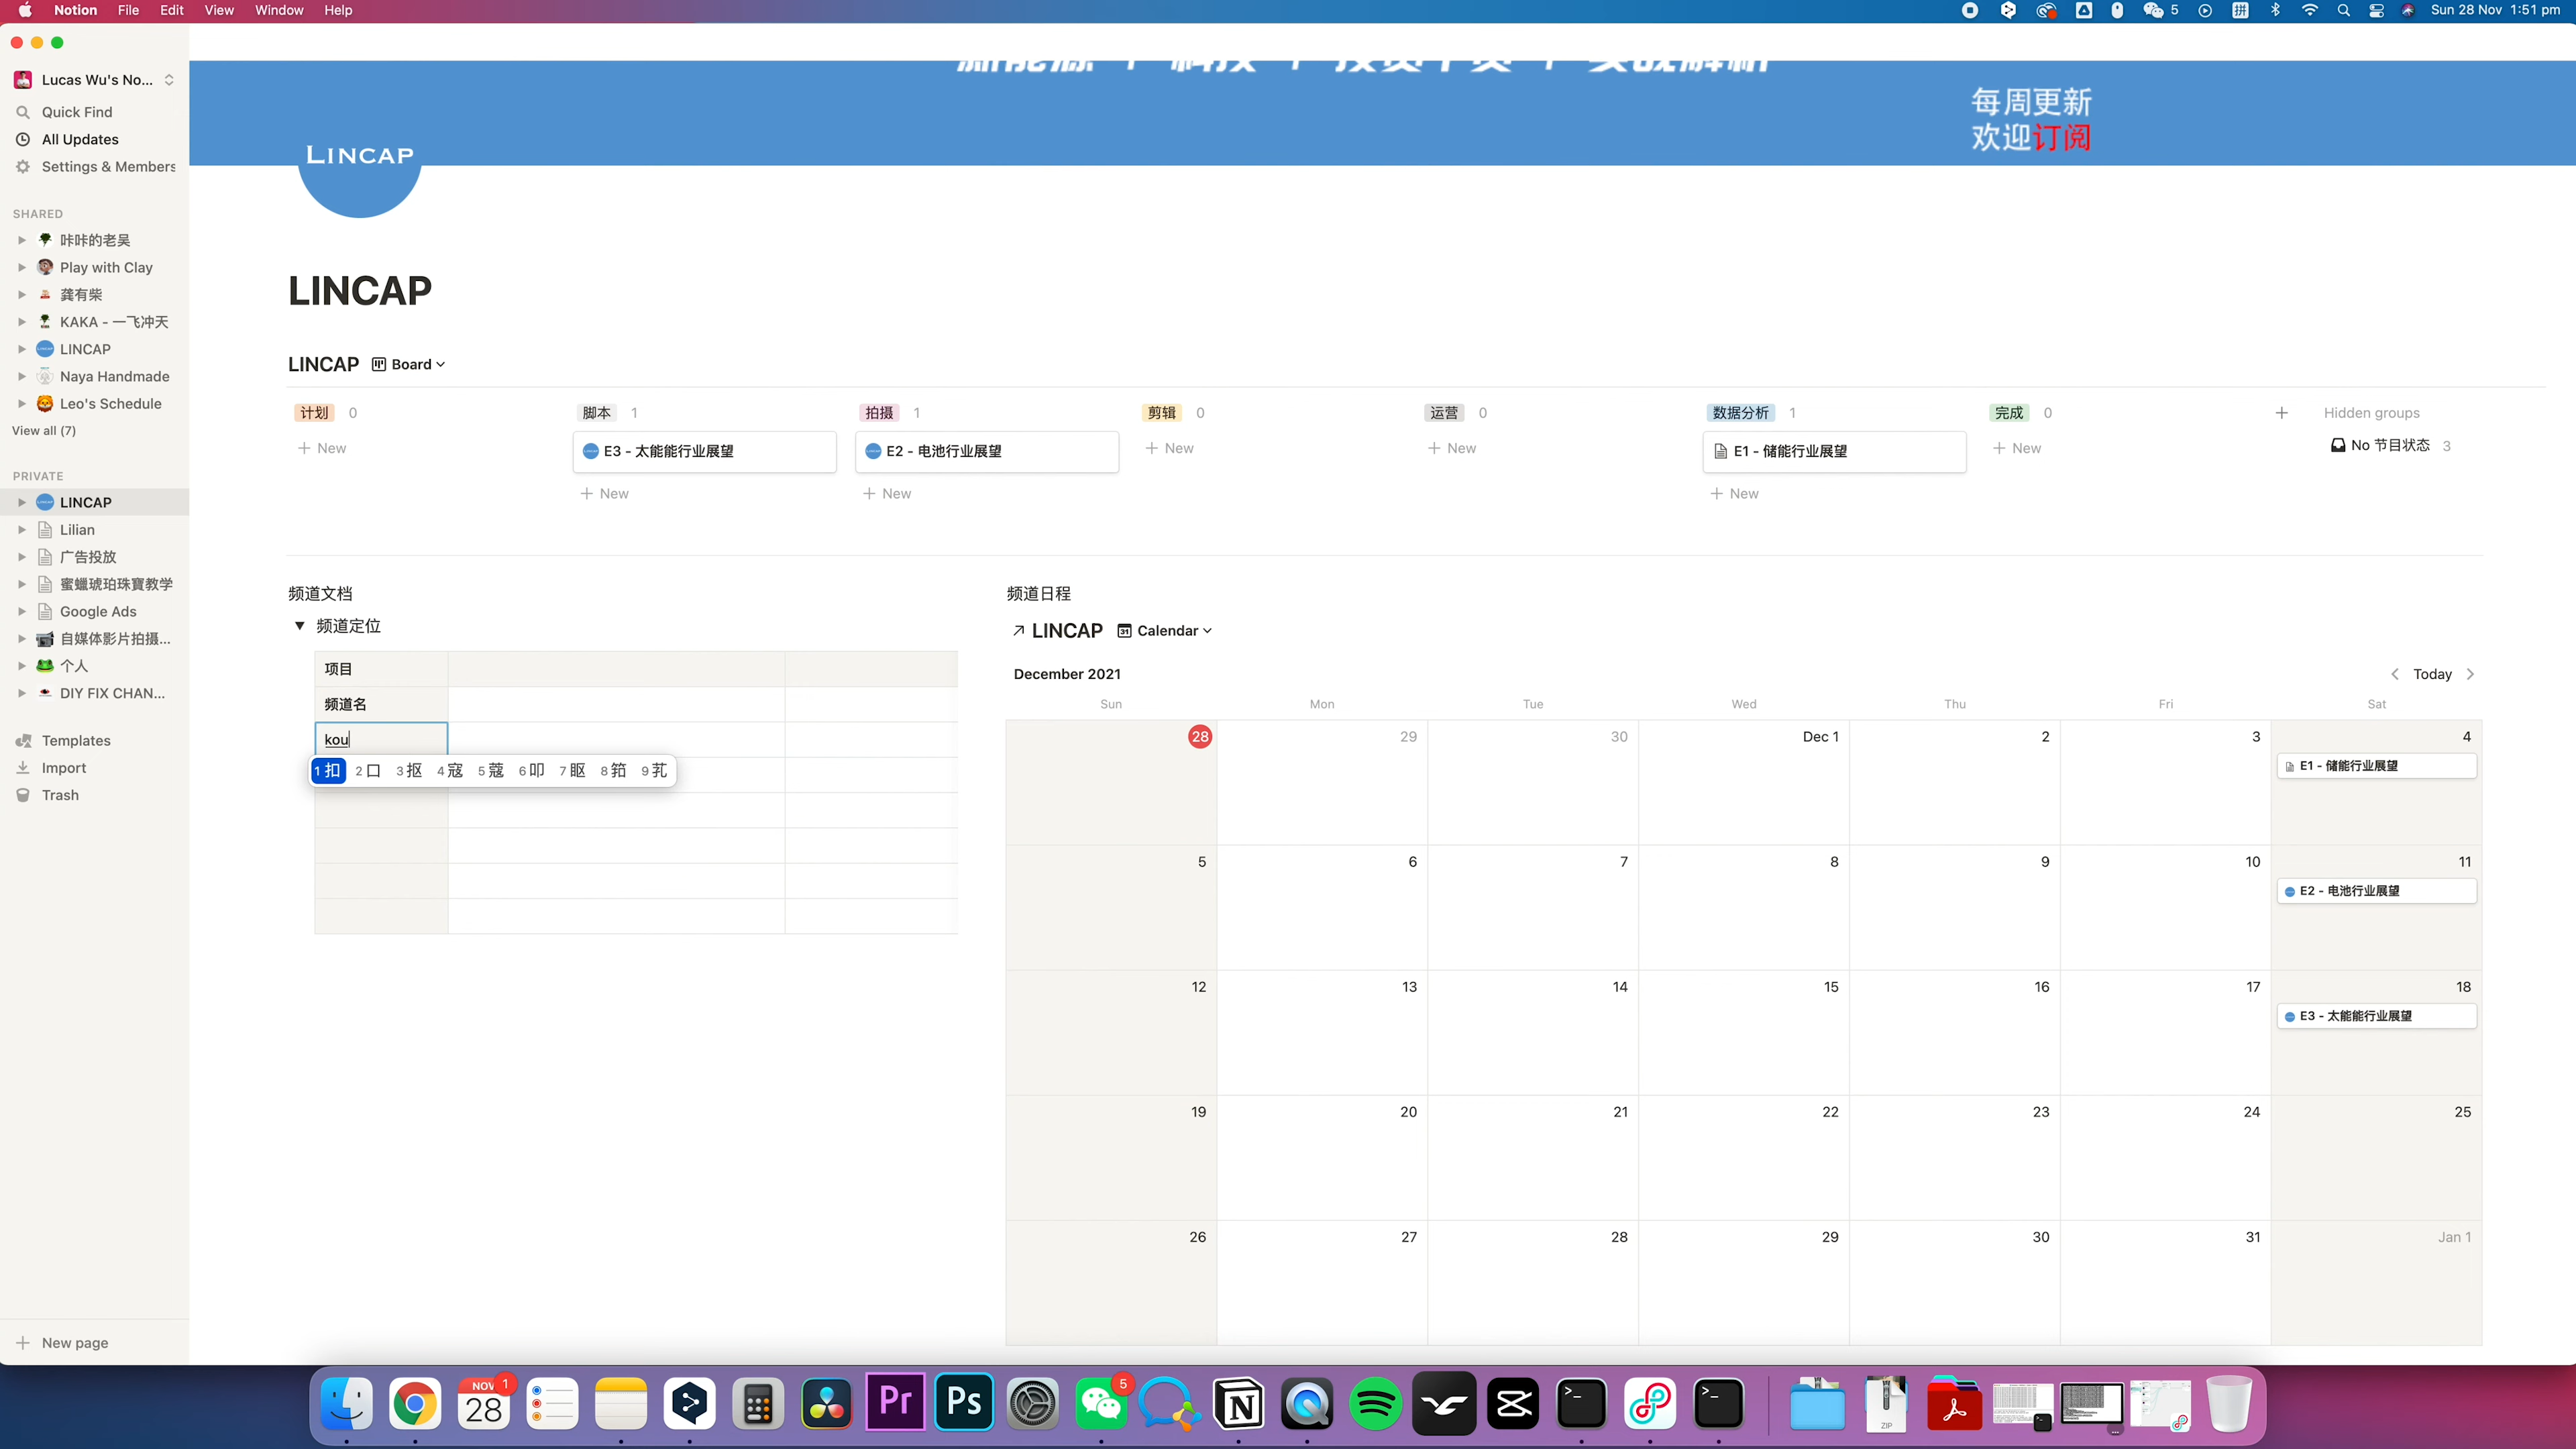 Notion File Edit View Window Help
5 Sun 28 Nov 1:51 pm
Lucas Wu's No...
Quick Find
All Updates
Settings & Members
SHARED
咔咔的老吴
Play with Clay
龚有柴
KAKA - 一飞冲天
LINCAP
Naya Handmade
Leo's Schedule
View all (7)
PRIVATE
LINCAP
Lilian
广告投放
蜜蠟琥珀珠寶教学
Google Ads
自媒体影片拍摄...
个人
DIY FIX CHAN...
Templates
Import
Trash
New page
每周更新
欢迎订阅
LINCAP
LINCAP
LINCAP Board
计划 0
New
脚本 1
E3 - 太能能行业展望
New
拍摄 1
E2 - 电池行业展望
New
剪辑 0
New
运营 0
New
数据分析 1
E1 - 储能行业展望
New
完成 0
New
Hidden groups
No 节目状态 3
频道文档
频道定位
项目
频道名
kou
1 扣 2 口 3 抠 4 寇 5 蔻 6 叩 7 眍 8 筘 9 芤
频道日程
LINCAP Calendar
December 2021 Today
Sun Mon Tue Wed Thu Fri Sat
28 29 30 Dec 1 2 3 4
E1 - 储能行业展望
5 6 7 8 9 10 11
E2 - 电池行业展望
12 13 14 15 16 17 18
E3 - 太能能行业展望
19 20 21 22 23 24 25
26 27 28 29 30 31 Jan 1
NOV 1
28
Pr
Ps
5
ZIP